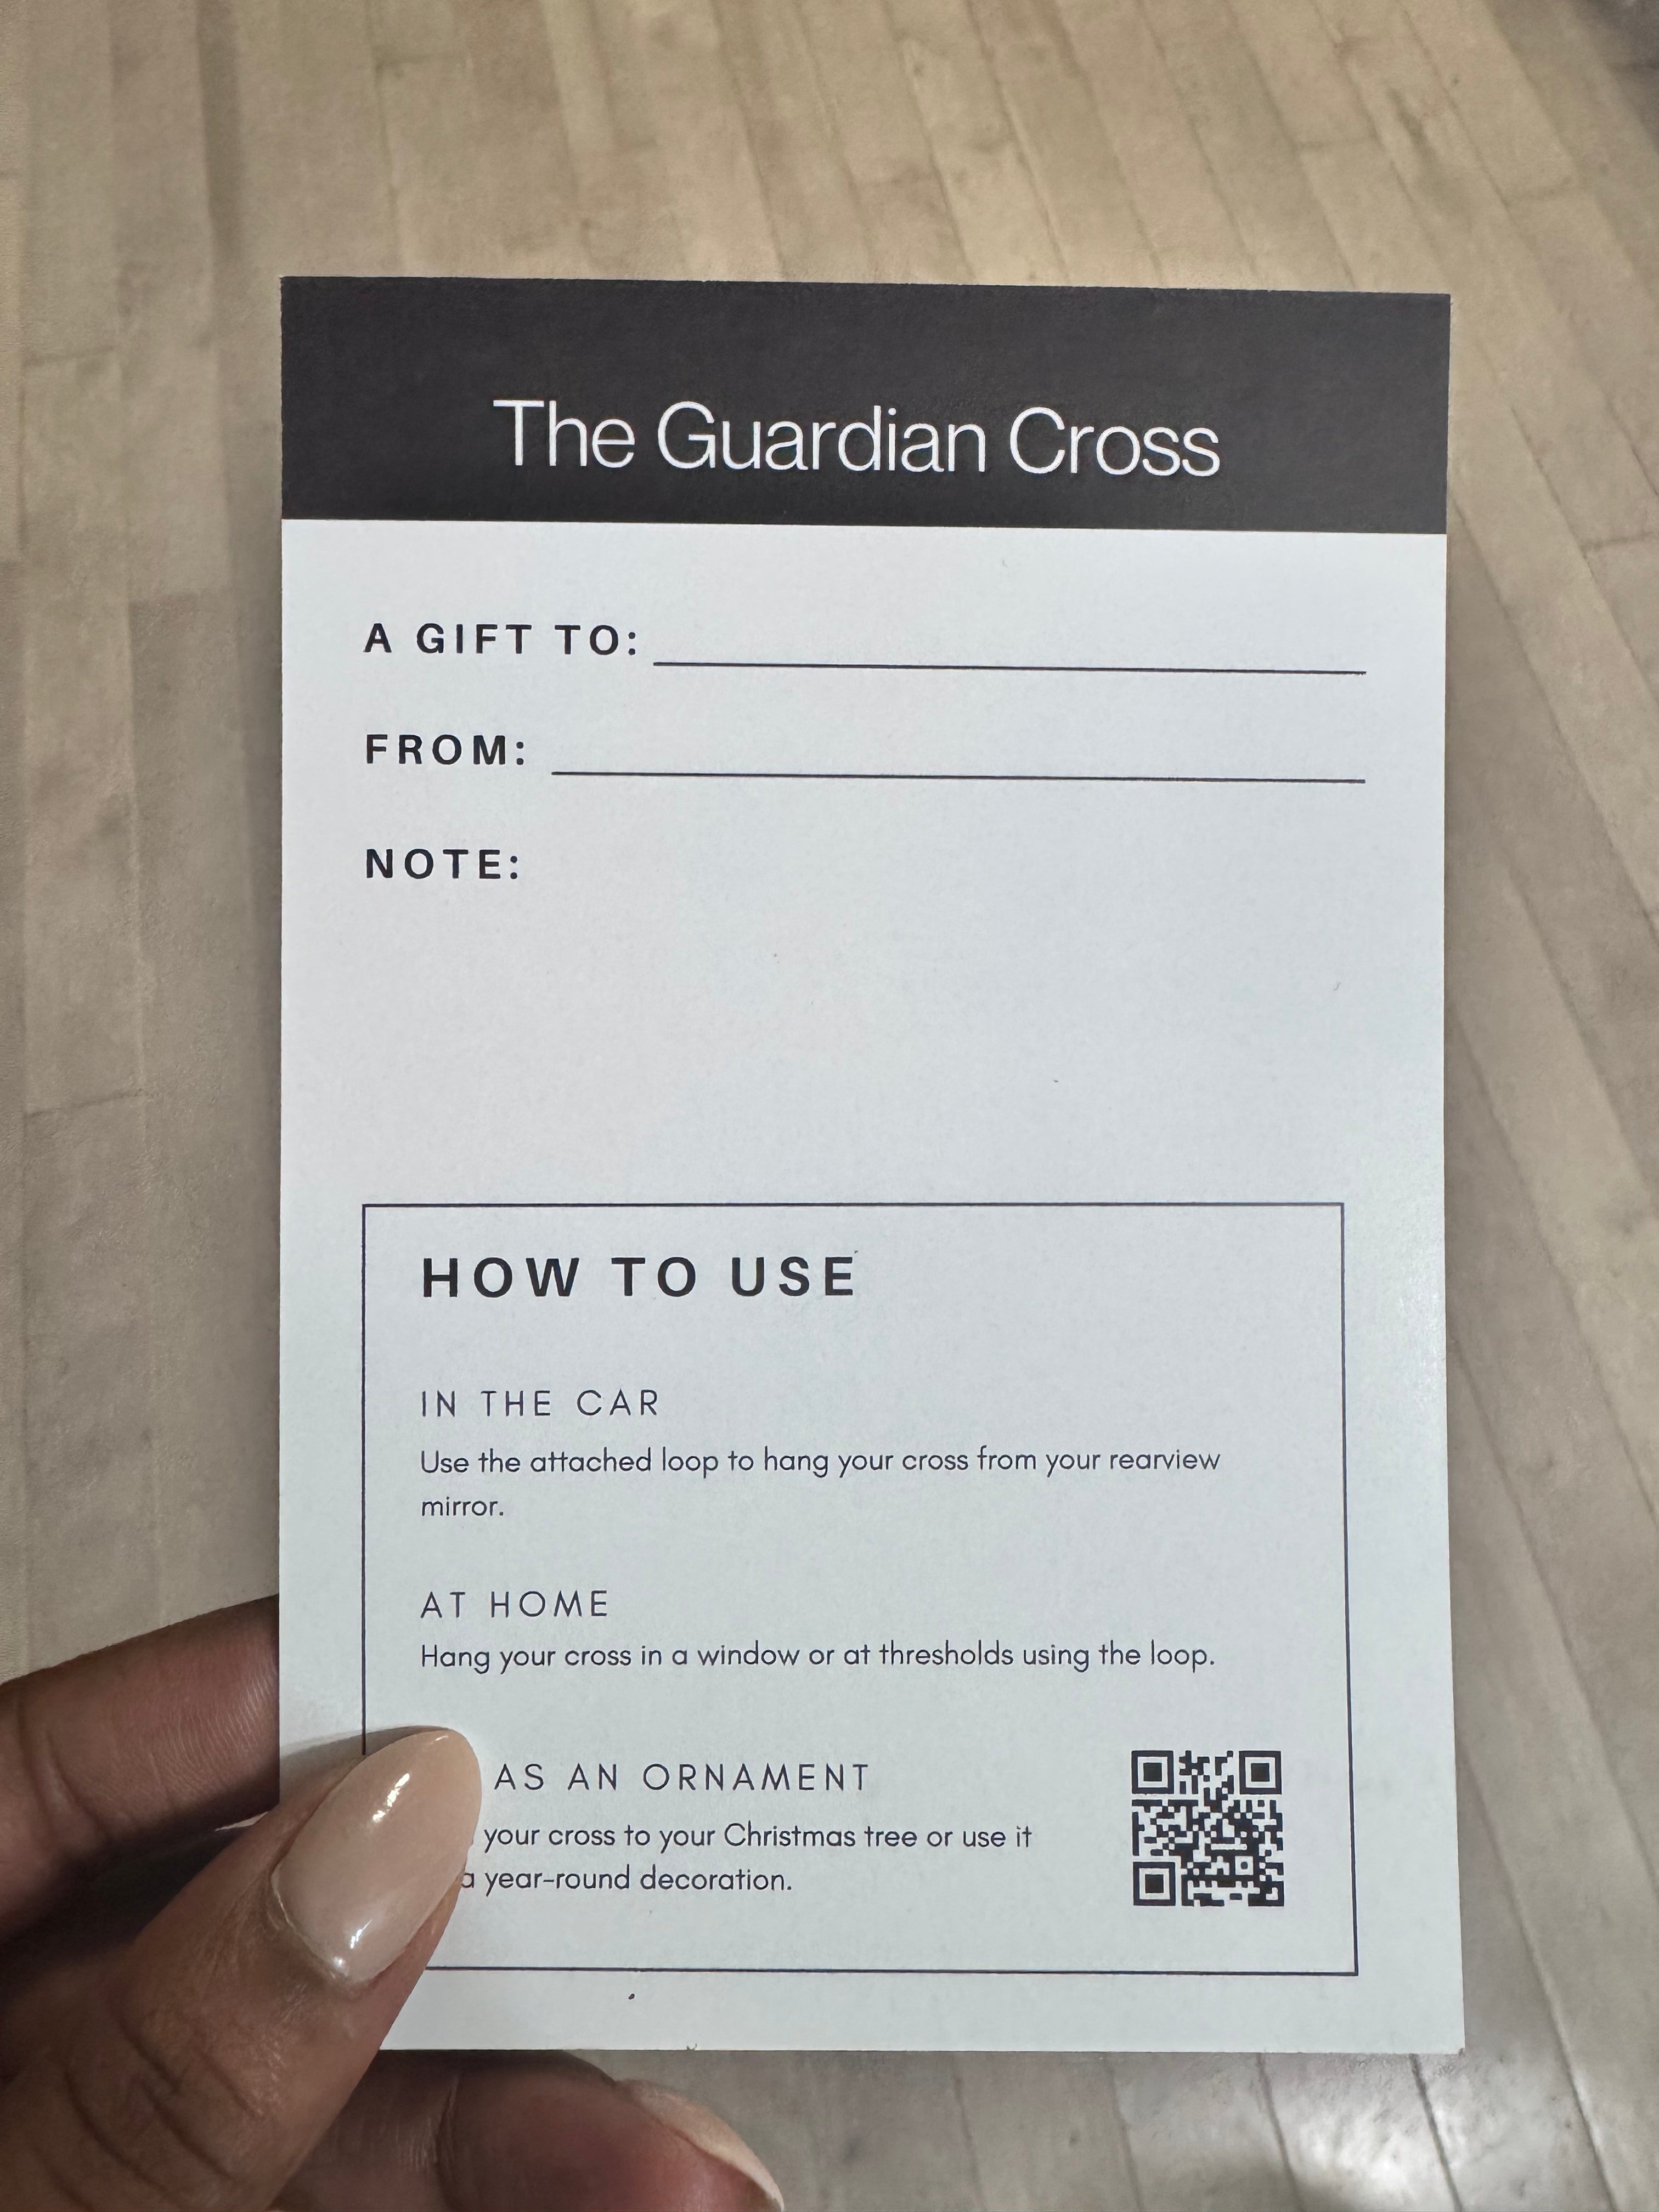 The Guardian Cross
A GIFT TO:
FROM:
NOTE:
HOW TO USE
IN THE CAR
Use the attached loop to hang your cross from your rearview
mirror.
AT HOME
Hang your cross in a window or at thresholds using the loop.
AS AN ORNAMENT
your cross to your Christmas tree or use it
a year-round decoration.